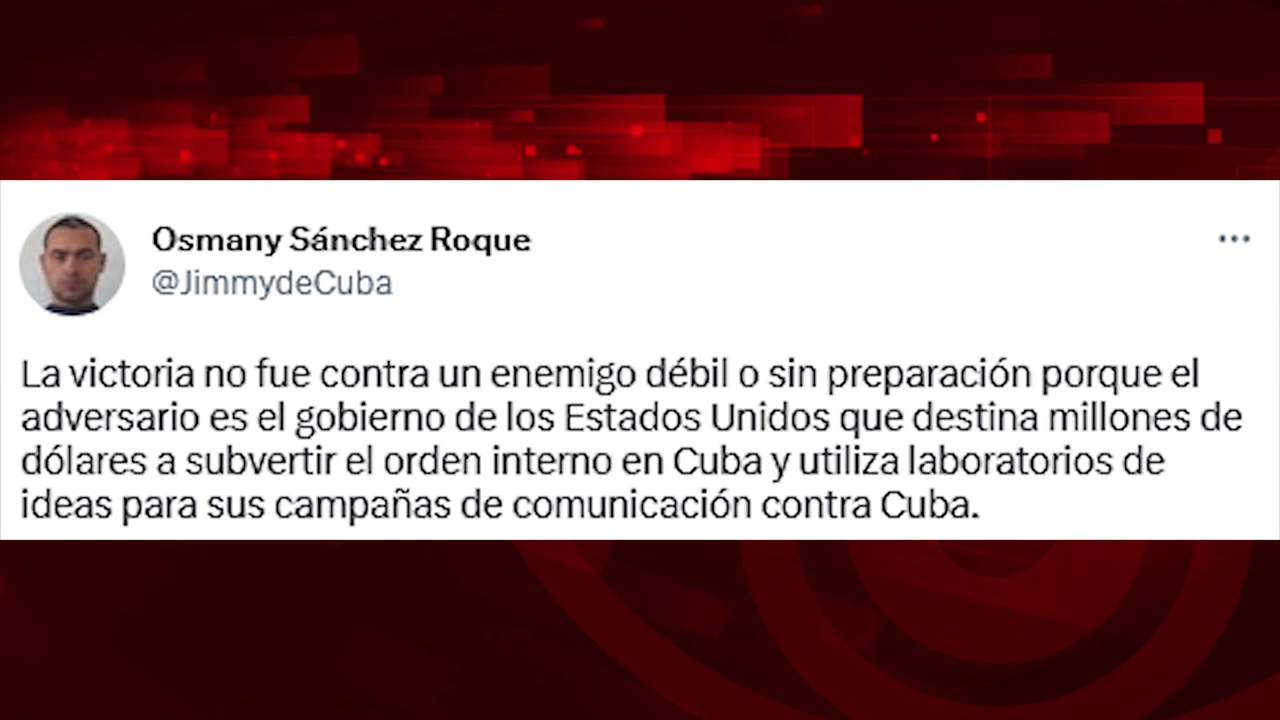 Osmany Sánchez Roque
@JimmydeCuba
La victoria no fue contra un enemigo débil o sin preparación porque el
adversario es el gobierno de los Estados Unidos que destina millones de
dólares a subvertir el orden interno en Cuba y utiliza laboratorios de
ideas para sus campañas de comunicación contra Cuba.